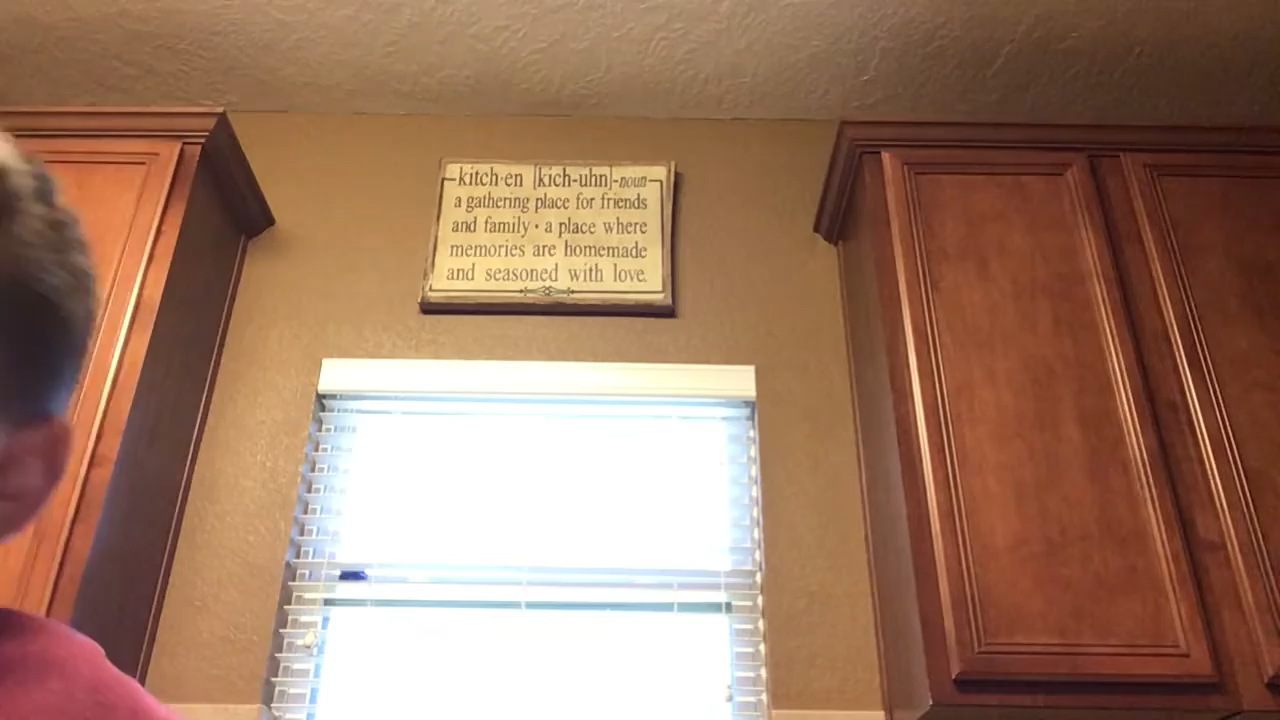 kitch·en [kich-uhn]-noun
a gathering place for friends
and family · a place where
memories are homemade
and seasoned with love.